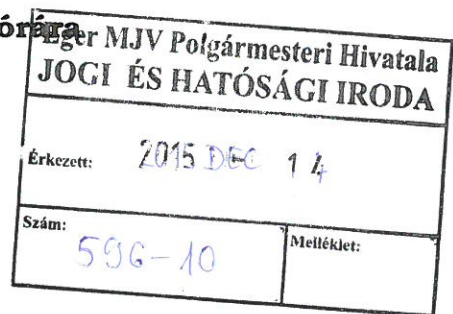 órára
Eger MJV Polgármesteri Hivatala
JOGI ÉS HATÓSÁGI IRODA
Érkezett: 2015 DEC 14
Szám: 596-10
Melléklet: